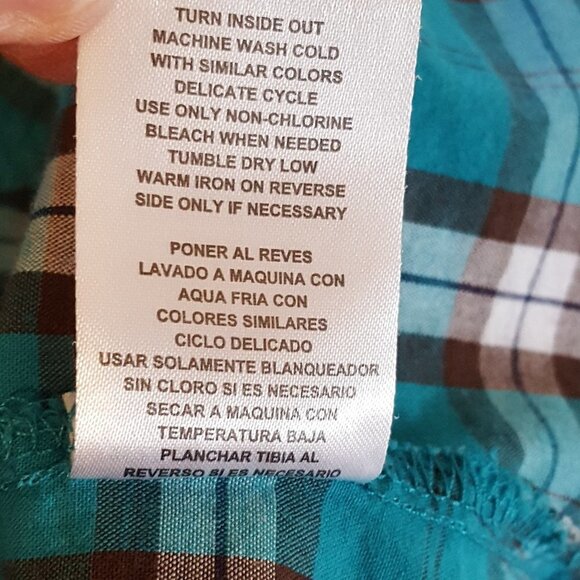 TURN INSIDE OUT
MACHINE WASH COLD
WITH SIMILAR COLORS
DELICATE CYCLE
USE ONLY NON-CHLORINE
BLEACH WHEN NEEDED
TUMBLE DRY LOW
WARM IRON ON REVERSE
SIDE ONLY IF NECESSARY
PONER AL REVES
LAVADO A MAQUINA CON
AQUA FRIA CON
COLORES SIMILARES
CICLO DELICADO
USAR SOLAMENTE BLANQUEADOR
SIN CLORO SI ES NECESARIO
SECAR A MAQUINA CON
TEMPERATURA BAJA
PLANCHAR TIBIA AL
REVERSO SI ES NECESARIO